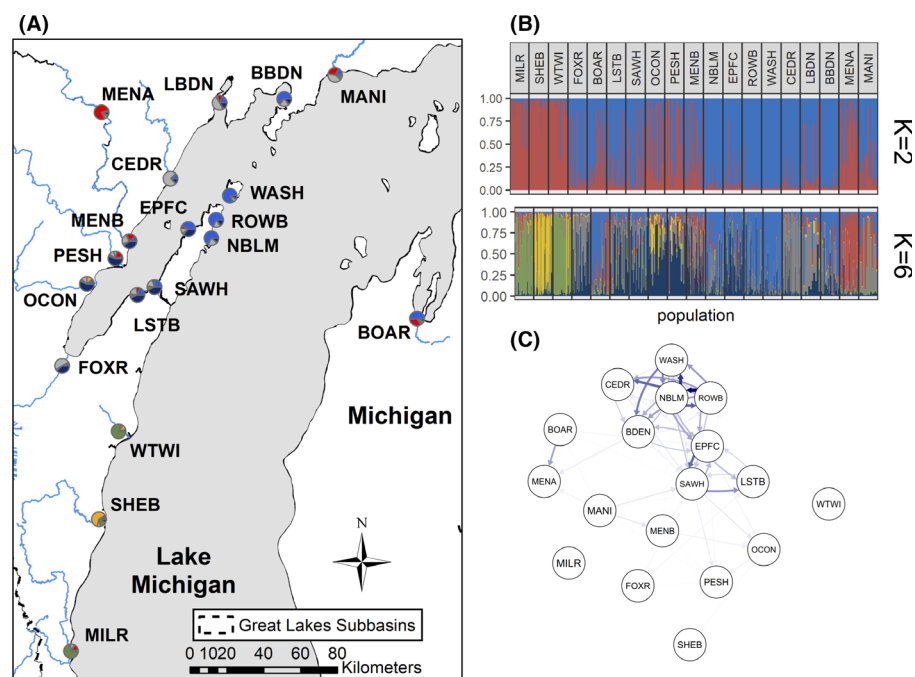 (A)
MENA
LBDN
BBDN
MANI
CEDR
WASH
EPFC
ROWB
MENB
NBLM
PESH
SAWH
OCON
LSTB
BOAR
FOXR
Michigan
WTWI
SHEB
N
Lake
Michigan
Great Lakes Subbasins
MILR
0 10 20 40 60 80
Kilometers
(B)
MILR SHEB WTWI FOXR BOAR LSTB SAWH OCON PESH MENB NBLM EPFC ROWB WASH CEDR LBDN BBDN MENA MANI
1.00
0.75
0.50
0.25
0.00
K=2
1.00
0.75
0.50
0.25
0.00
K=6
population
(C)
WASH
CEDR
NBLM
ROWB
BOAR
BDEN
EPFC
MENA
SAWH
LSTB
MANI
WTWI
MENB
OCON
MILR
FOXR
PESH
SHEB